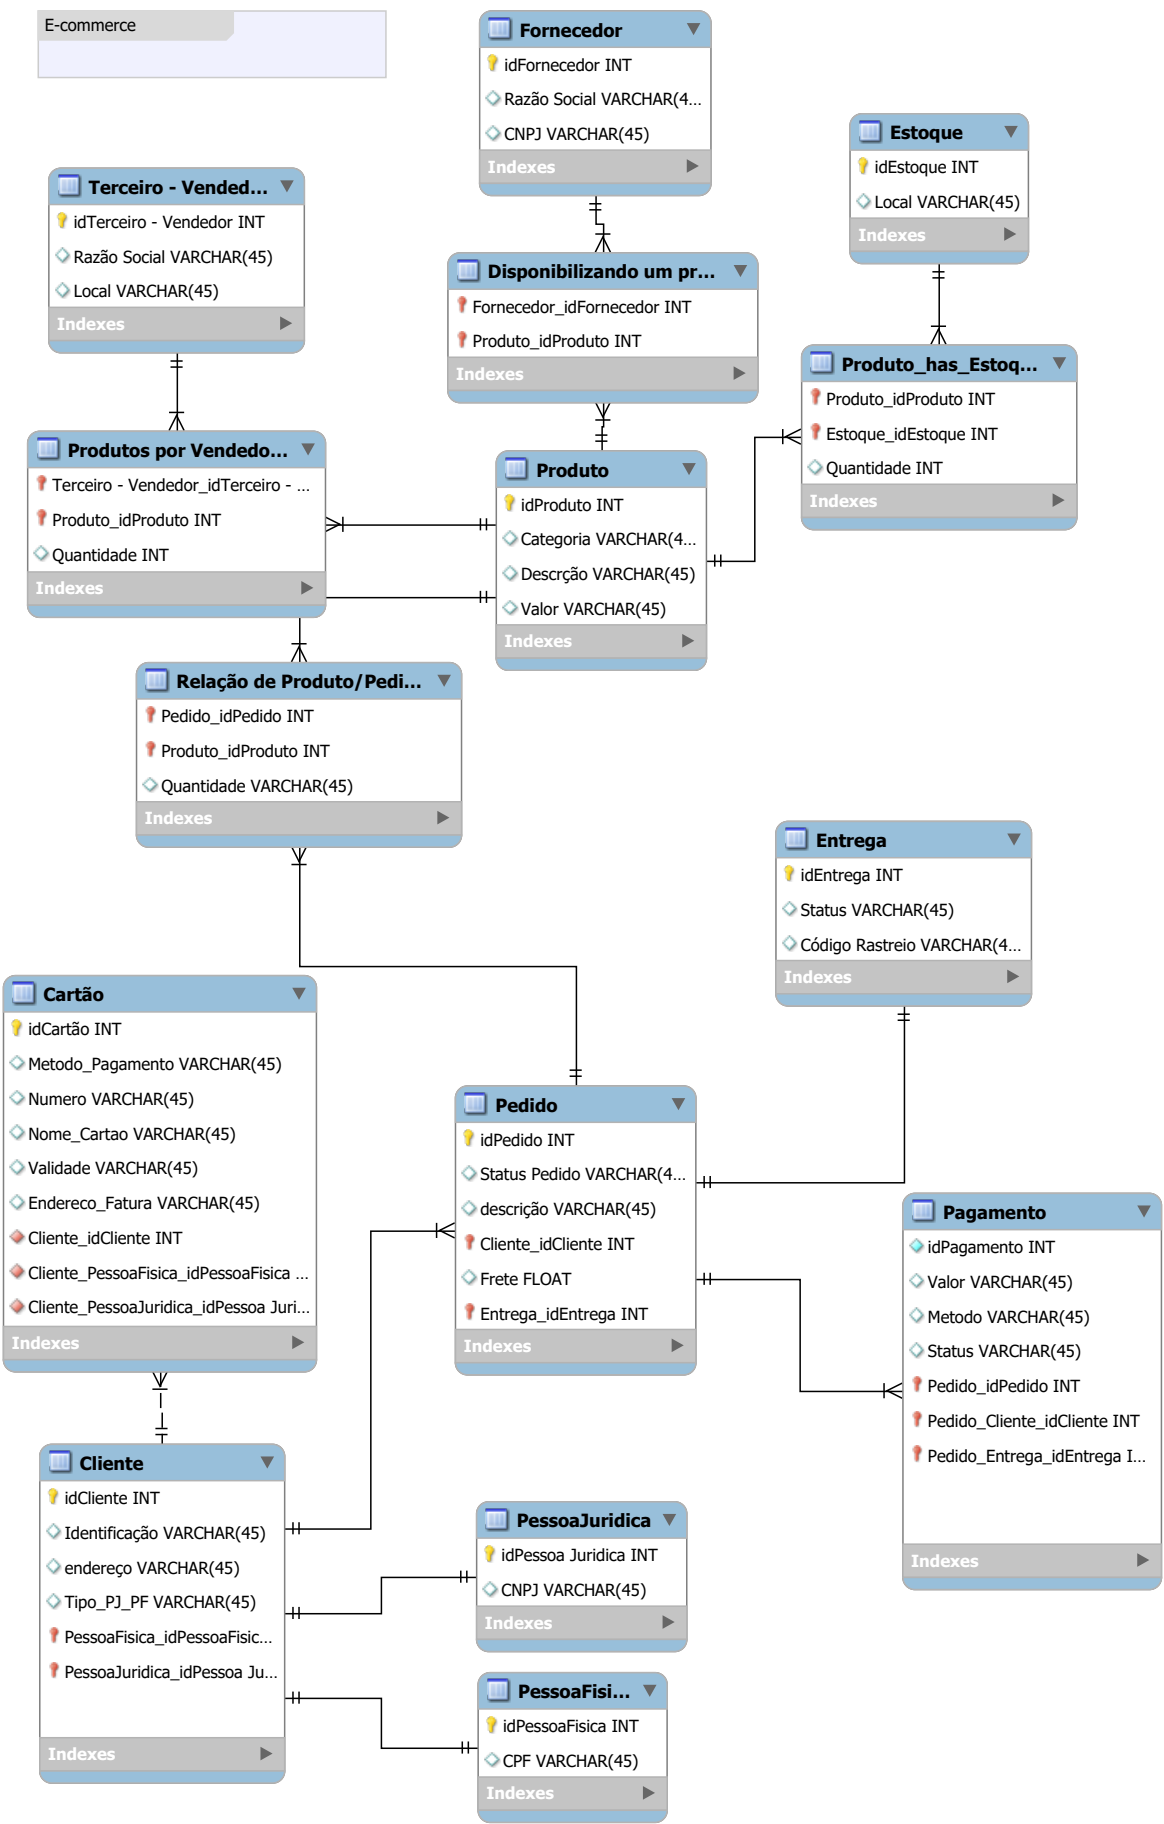 E-commerce
Fornecedor
idFornecedor INT
Razão Social VARCHAR(4...
CNPJ VARCHAR(45)
Indexes
Estoque
idEstoque INT
Local VARCHAR(45)
Indexes
Terceiro - Vended...
idTerceiro - Vendedor INT
Razão Social VARCHAR(45)
Local VARCHAR(45)
Indexes
Disponibilizando um pr...
Fornecedor_idFornecedor INT
Produto_idProduto INT
Indexes
Produto_has_Estoq...
Produto_idProduto INT
Estoque_idEstoque INT
Quantidade INT
Indexes
Produtos por Vendedo...
Terceiro - Vendedor_idTerceiro - ...
Produto_idProduto INT
Quantidade INT
Indexes
Produto
idProduto INT
Categoria VARCHAR(4...
Descrção VARCHAR(45)
Valor VARCHAR(45)
Indexes
Relação de Produto/Pedi...
Pedido_idPedido INT
Produto_idProduto INT
Quantidade VARCHAR(45)
Indexes
Entrega
idEntrega INT
Status VARCHAR(45)
Código Rastreio VARCHAR(4...
Indexes
Cartão
idCartão INT
Metodo_Pagamento VARCHAR(45)
Numero VARCHAR(45)
Nome_Cartao VARCHAR(45)
Validade VARCHAR(45)
Endereco_Fatura VARCHAR(45)
Cliente_idCliente INT
Cliente_PessoaFisica_idPessoaFisica ...
Cliente_PessoaJuridica_idPessoa Juri...
Indexes
Pedido
idPedido INT
Status Pedido VARCHAR(4...
descrição VARCHAR(45)
Cliente_idCliente INT
Frete FLOAT
Entrega_idEntrega INT
Indexes
Pagamento
idPagamento INT
Valor VARCHAR(45)
Metodo VARCHAR(45)
Status VARCHAR(45)
Pedido_idPedido INT
Pedido_Cliente_idCliente INT
Pedido_Entrega_idEntrega I...
Indexes
Cliente
idCliente INT
Identificação VARCHAR(45)
endereço VARCHAR(45)
Tipo_PJ_PF VARCHAR(45)
PessoaFisica_idPessoaFisic...
PessoaJuridica_idPessoa Ju...
Indexes
PessoaJuridica
idPessoa Juridica INT
CNPJ VARCHAR(45)
Indexes
PessoaFisi...
idPessoaFisica INT
CPF VARCHAR(45)
Indexes